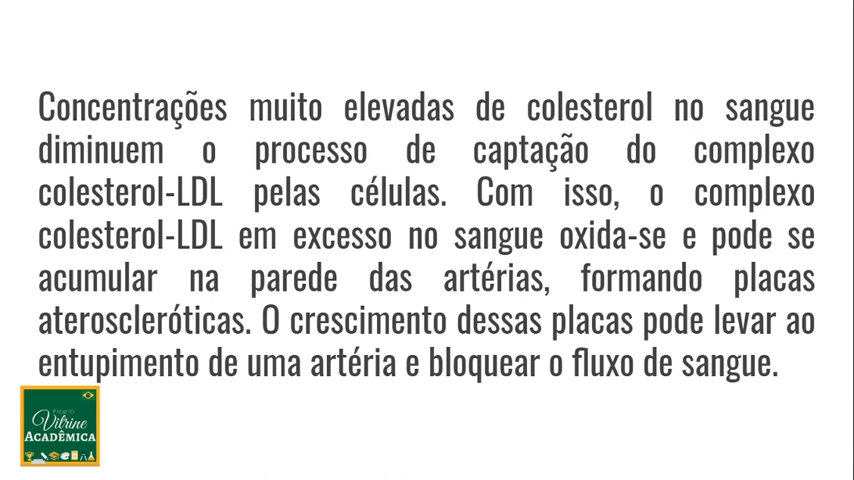 Concentrações muito elevadas de colesterol no sangue
diminuem o processo de captação do complexo
colesterol-LDL pelas células. Com isso, o complexo
colesterol-LDL em excesso no sangue oxida-se e pode se
acumular na parede das artérias, formando placas
ateroscleróticas. O crescimento dessas placas pode levar ao
entupimento de uma artéria e bloquear o fluxo de sangue.
PROJETO
Vitrine
ACADÊMICA